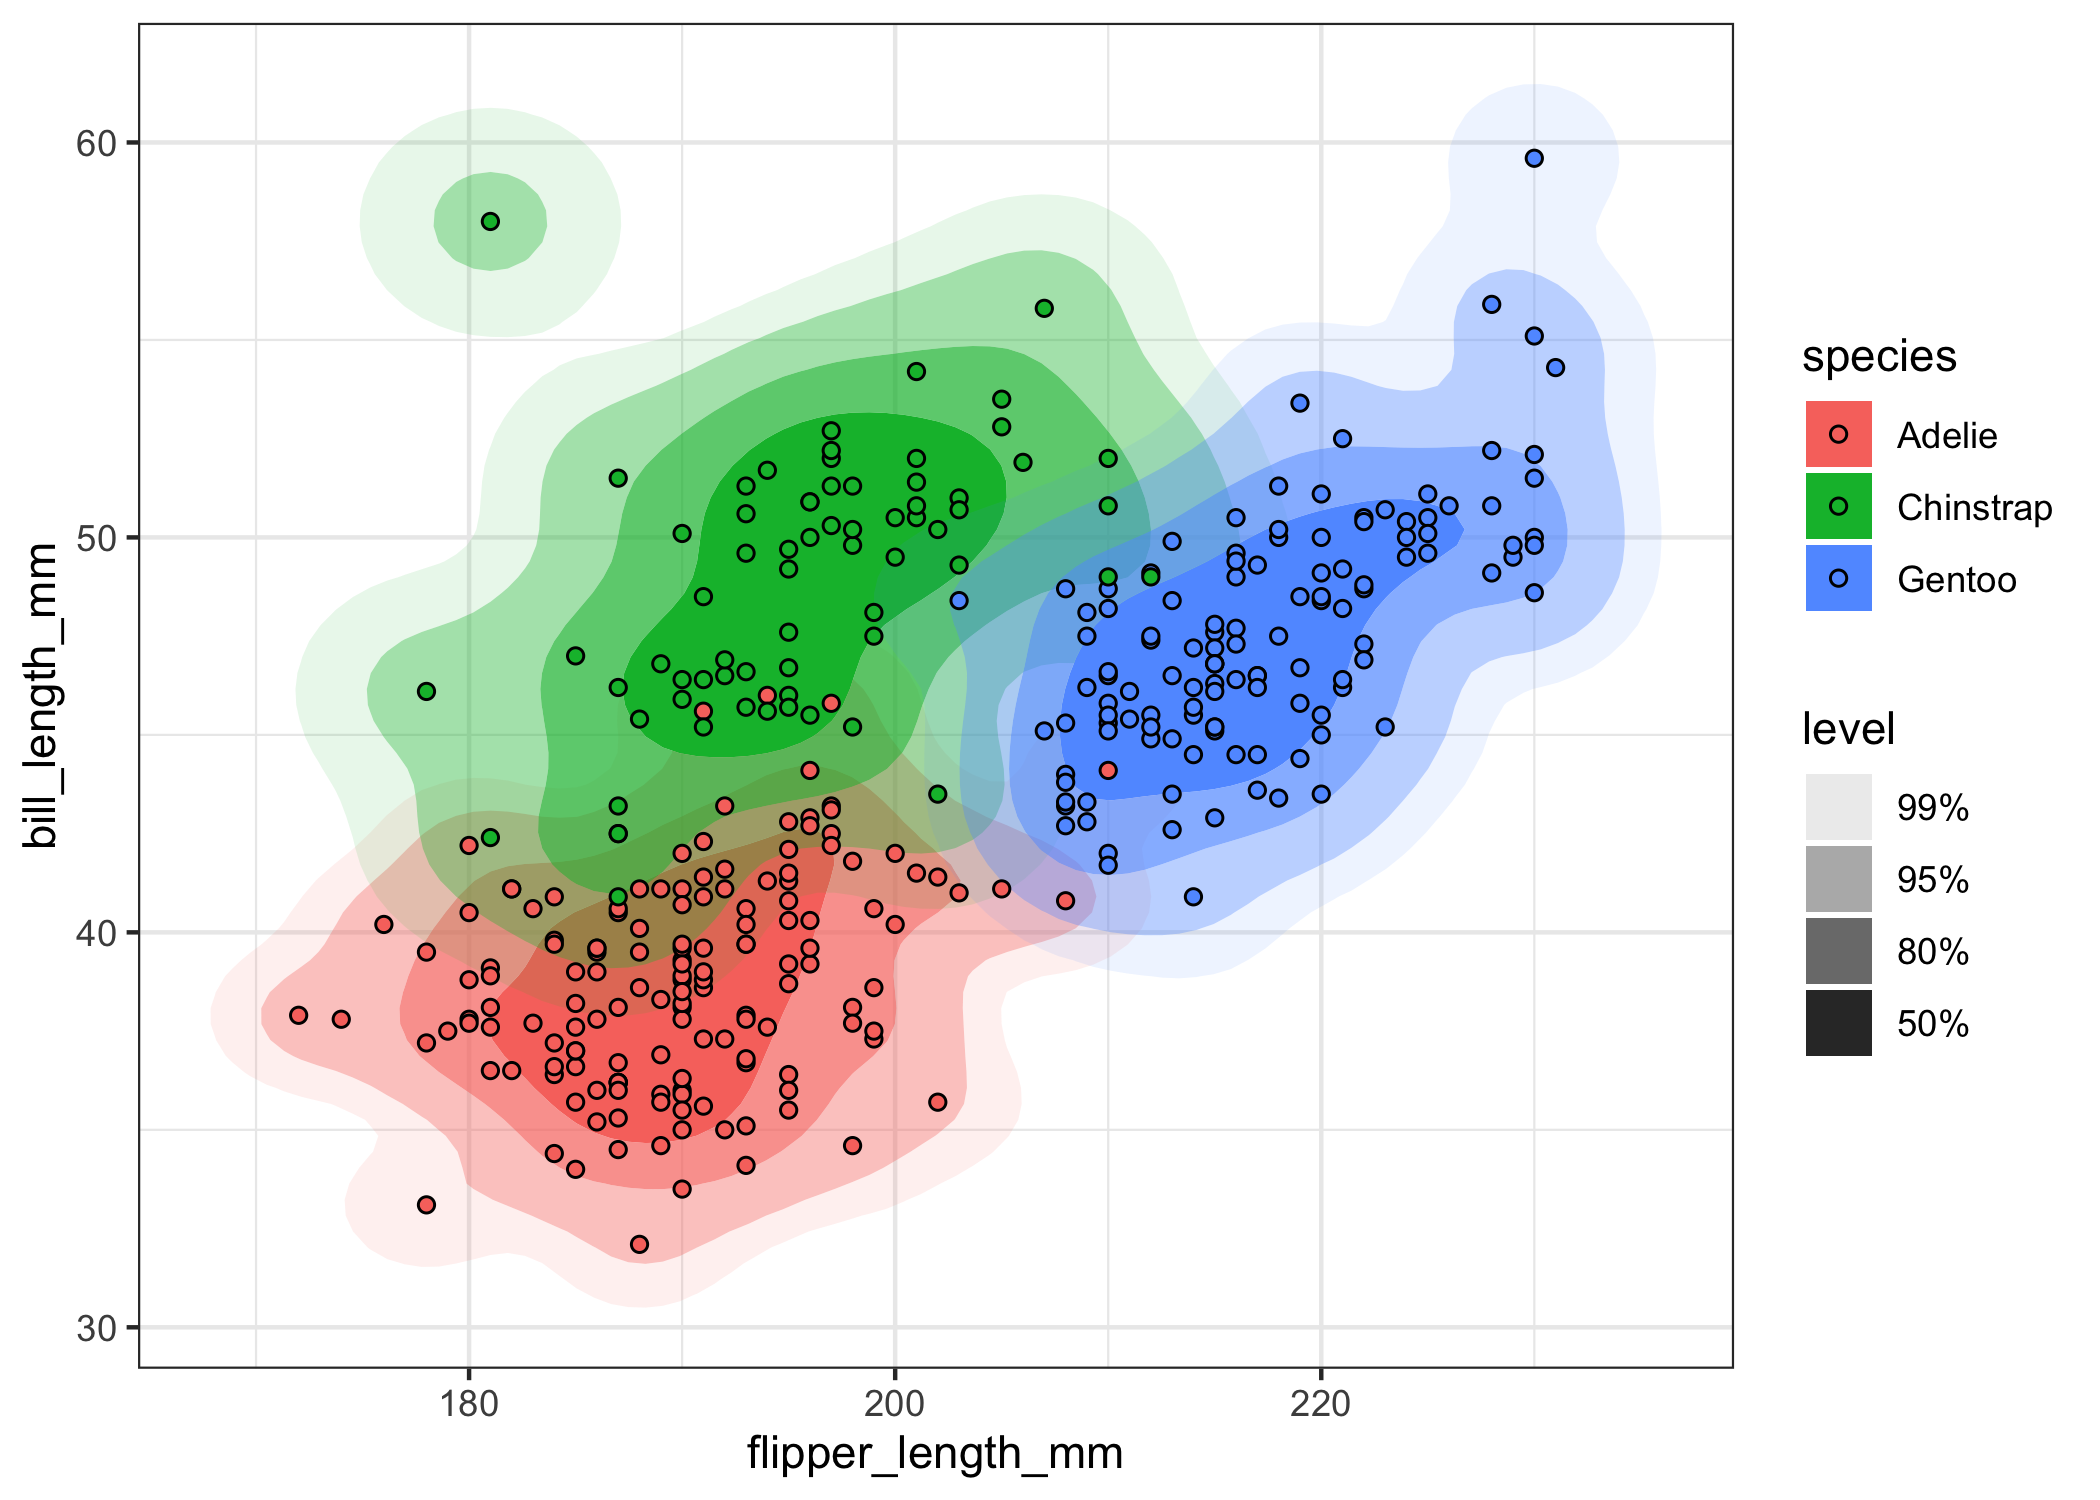 60
50
40
30
bill_length_mm
180
200
220
flipper_length_mm
species
Adelie
Chinstrap
Gentoo
level
99%
95%
80%
50%